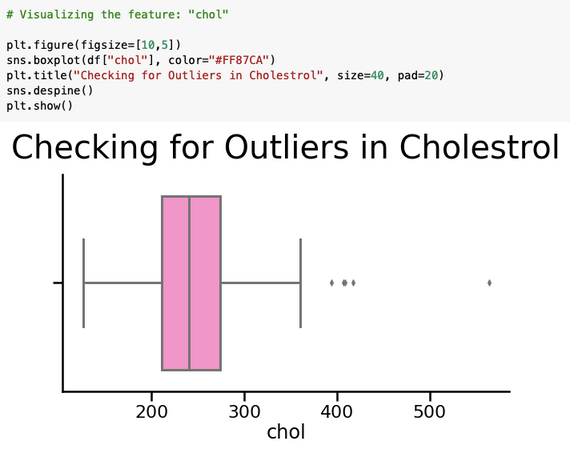 # Visualizing the feature: "chol"
plt.figure(figsize=[10,5])
sns.boxplot(df["chol"], color="#FF87CA")
plt.title("Checking for Outliers in Cholestrol", size=40, pad=20)
sns.despine()
plt.show()
Checking for Outliers in Cholestrol
200 300 400 500
chol